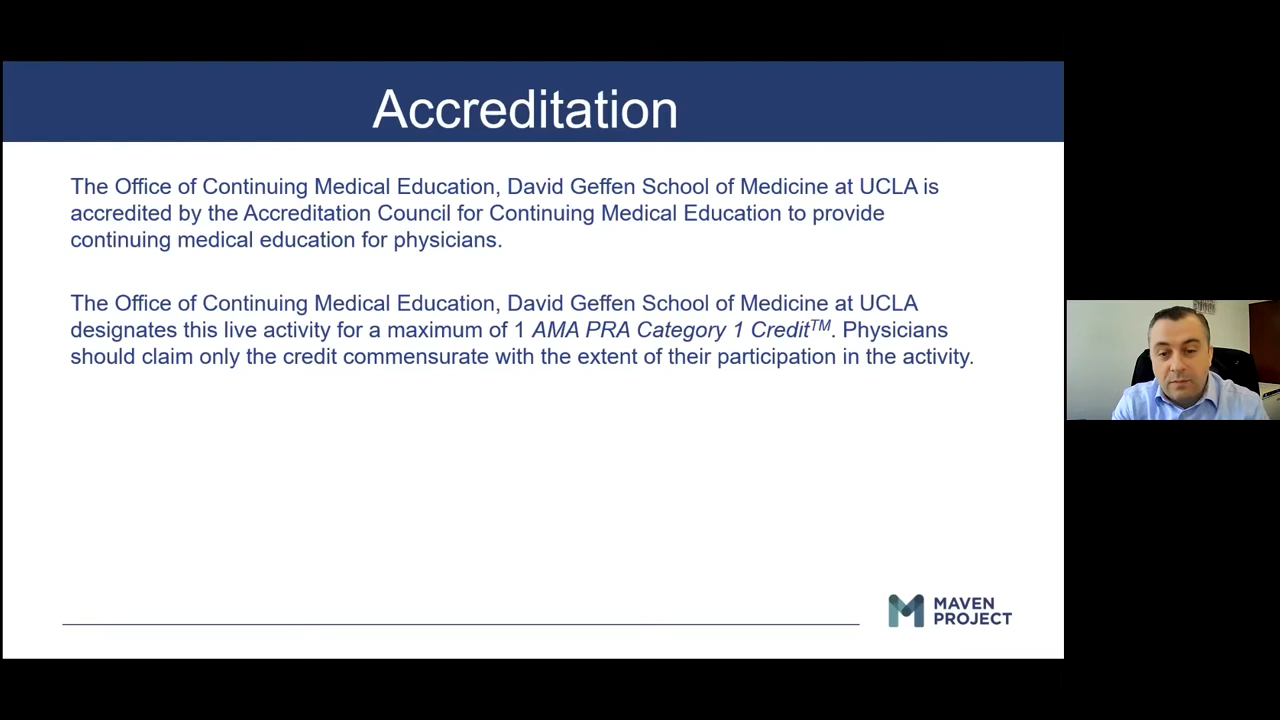 Accreditation
The Office of Continuing Medical Education, David Geffen School of Medicine at UCLA is
accredited by the Accreditation Council for Continuing Medical Education to provide
continuing medical education for physicians.
The Office of Continuing Medical Education, David Geffen School of Medicine at UCLA
designates this live activity for a maximum of 1 AMA PRA Category 1 Credit™. Physicians
should claim only the credit commensurate with the extent of their participation in the activity.
MAVEN
PROJECT